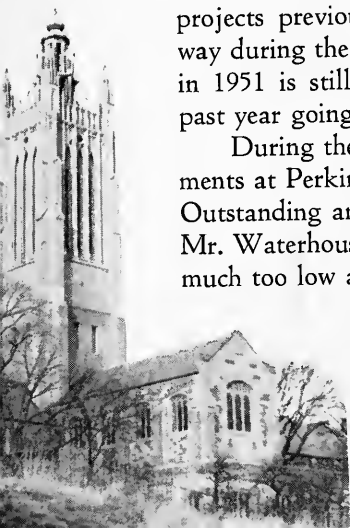 projects previou
way during the
in 1951 is still
past year going
During the
ments at Perkin
Outstanding an
Mr. Waterhous
much too low a